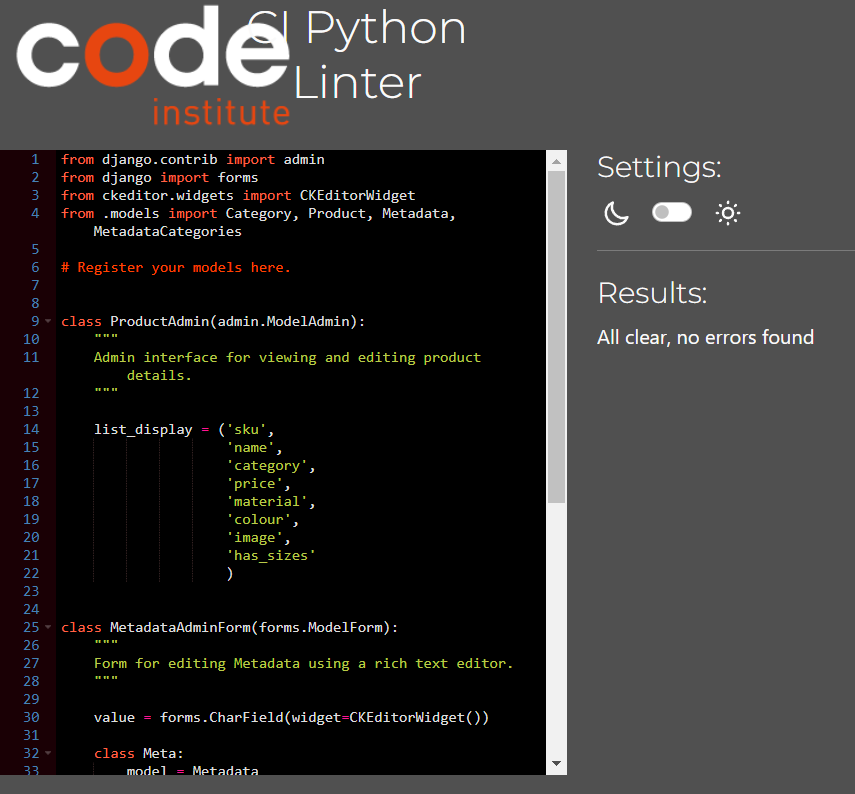 code
institute
CI Python
Linter
1 from django.contrib import admin
2 from django import forms
3 from ckeditor.widgets import CKEditorWidget
4 from .models import Category, Product, Metadata,
MetadataCategories
5
6 # Register your models here.
7
8
9 class ProductAdmin(admin.ModelAdmin):
10 """
11 Admin interface for viewing and editing product
details.
12 """
13
14 list_display = ('sku',
15 'name',
16 'category',
17 'price',
18 'material',
19 'colour',
20 'image',
21 'has_sizes'
22 )
23
24
25 class MetadataAdminForm(forms.ModelForm):
26 """
27 Form for editing Metadata using a rich text editor.
28 """
29
30 value = forms.CharField(widget=CKEditorWidget())
31
32 class Meta:
33 model = Metadata
Settings:
Results:
All clear, no errors found